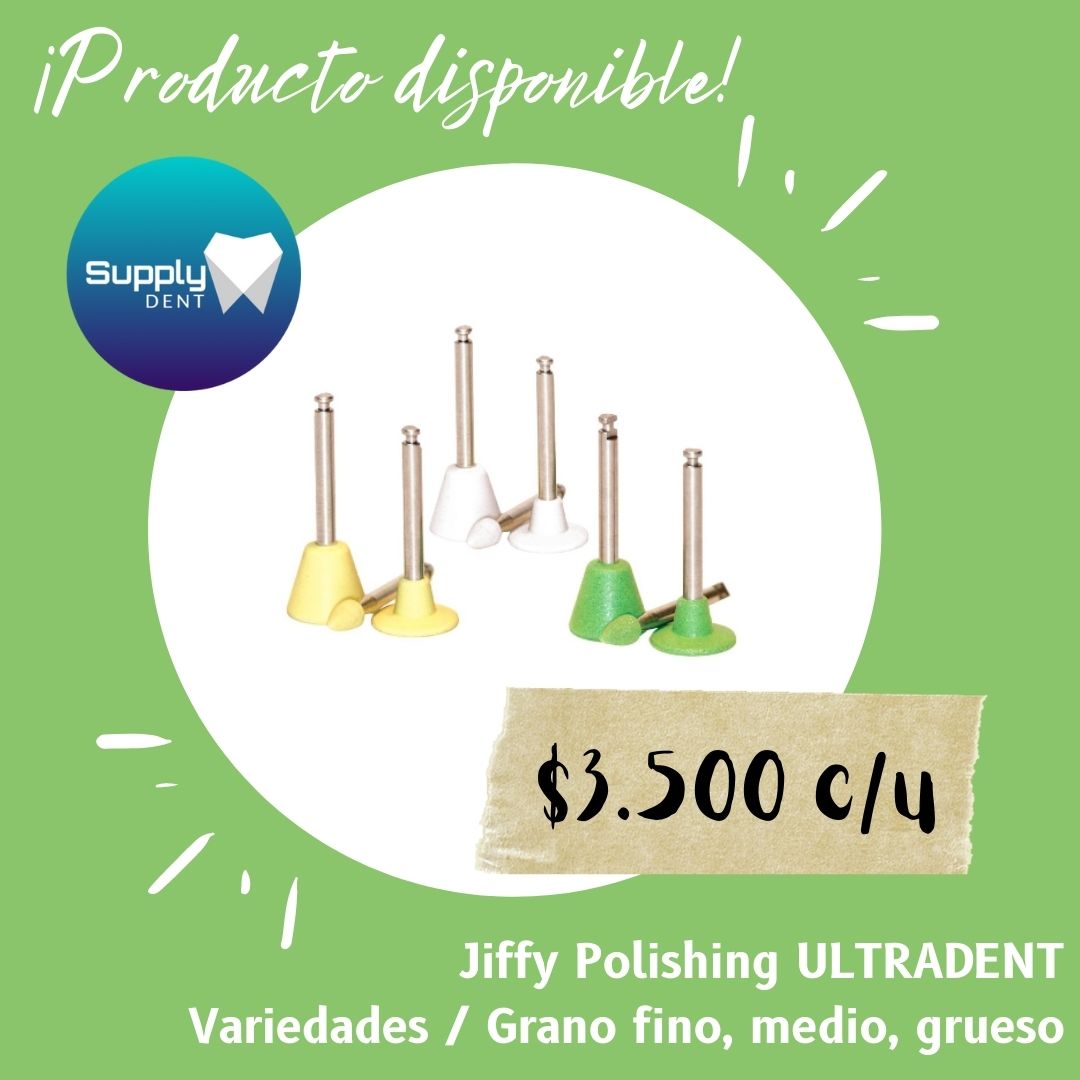 ¡Producto disponible!
Supply
DENT
$3.500 c/u
Jiffy Polishing ULTRADENT
Variedades / Grano fino, medio, grueso